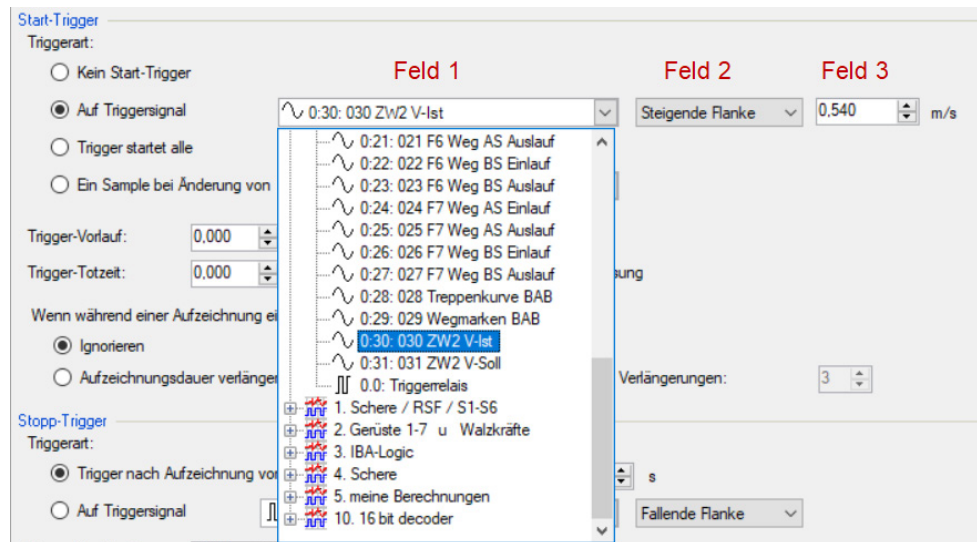 Start-Trigger
Triggerart:
Kein Start-Trigger
Feld 1 Feld 2 Feld 3
Auf Triggersignal 0:30: 030 ZW2 V-Ist Steigende Flanke 0,540 m/s
0:21: 021 F6 Weg AS Auslauf
Trigger startet alle 0:22: 022 F6 Weg BS Einlauf
0:23: 023 F6 Weg BS Auslauf
Ein Sample bei Änderung von
0:24: 024 F7 Weg AS Einlauf
0:25: 025 F7 Weg AS Auslauf
Trigger-Vorlauf: 0,000
0:26: 026 F7 Weg BS Einlauf
Trigger-Totzeit: 0,000 0:27: 027 F7 Weg BS Auslauf
0:28: 028 Treppenkurve BAB
Wenn während einer Aufzeichnung 0:29: 029 Wegmarken BAB
Ignorieren 0:30: 030 ZW2 V-Ist
0:31: 031 ZW2 V-Soll
Aufzeichnungsdauer 0.0: Triggerrelais Verlängerungen: 3
1. Schere / RSF / S1-S6
Stopp-Trigger 2. Gerüste 1-7 u Walzkräfte
Triggerart: 3. IBA-Logic
Trigger nach Aufzeichnung 4. Schere s
5. meine Berechnungen
Auf Triggersignal 10. 16 bit decoder Fallende Flanke